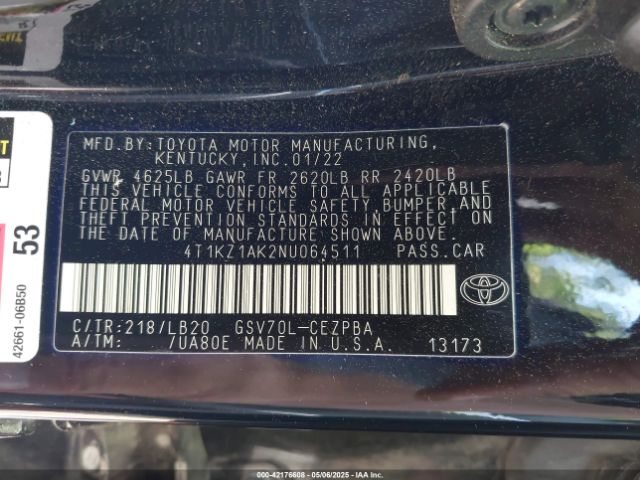 MFD.BY:TOYOTA MOTOR MANUFACTURING,
KENTUCKY, INC.01/22
GVWR 4625LB GAWR FR 2620LB RR 2420LB
THIS VEHICLE CONFORMS TO ALL APPLICABLE
FEDERAL MOTOR VEHICLE SAFETY, BUMPER AND
THEFT PREVENTION STANDARDS IN EFFECT ON
THE DATE OF MANUFACTURE SHOWN ABOVE.
4T1KZ1AK2NU064511 PASS.CAR
C/TR:218/LB20 GSV70L-CEZPBA
A/TM: /UA80E MADE IN U.S.A. 13173
53
42661-06B50
000-42176608 - 05/06/2025 - IAA Inc.